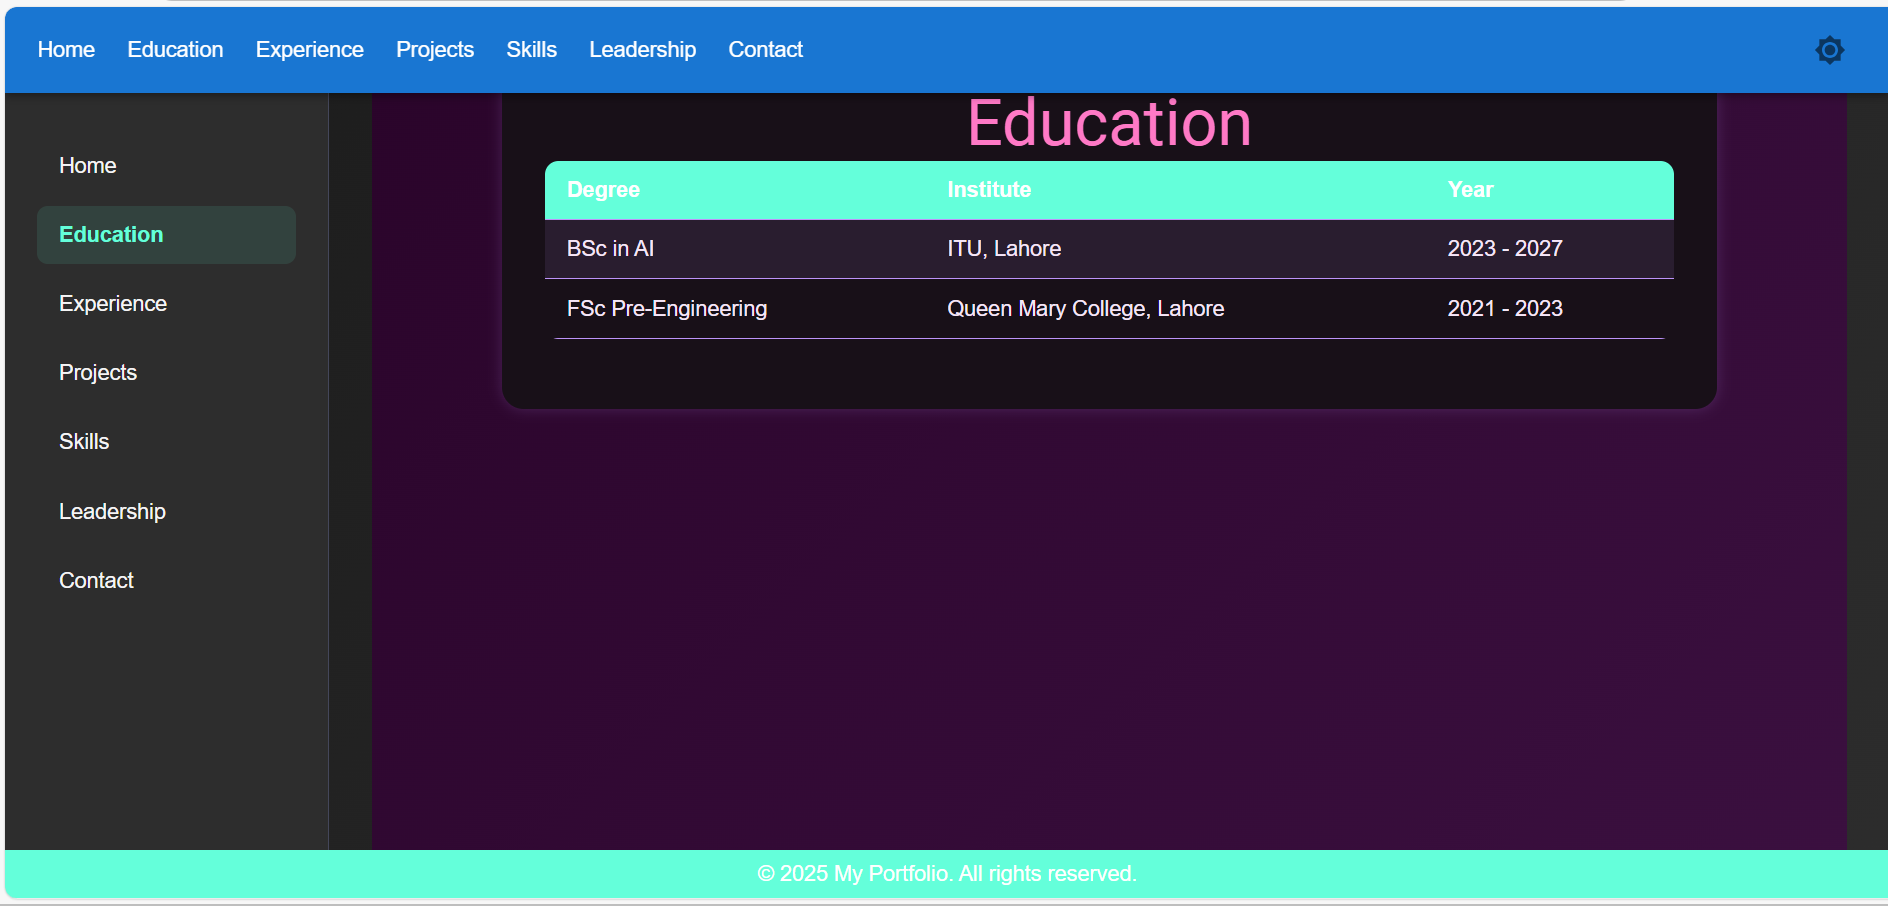 Home Education Experience Projects Skills Leadership Contact
Home
Education
Experience
Projects
Skills
Leadership
Contact
Education
Degree Institute Year
BSc in AI ITU, Lahore 2023 - 2027
FSc Pre-Engineering Queen Mary College, Lahore 2021 - 2023
© 2025 My Portfolio. All rights reserved.